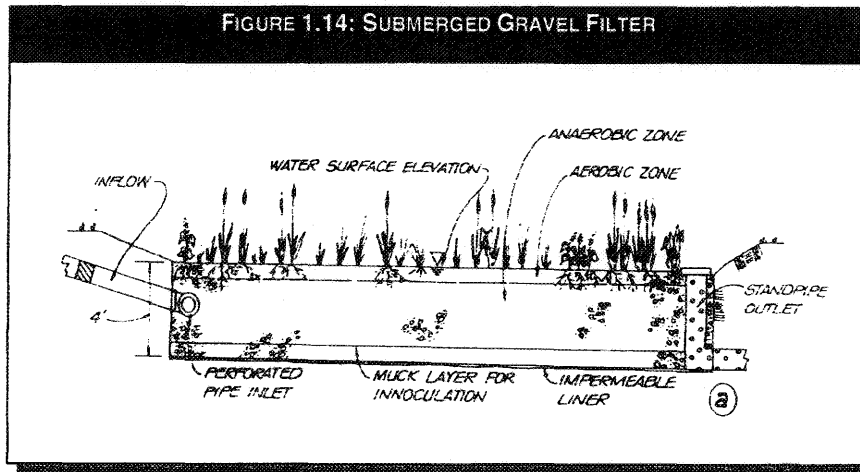 FIGURE 1.14: SUBMERGED GRAVEL FILTER
ANAEROBIC ZONE
WATER SURFACE ELEVATION
AEROBIC ZONE
INFLOW
STANDPIPE
OUTLET
4'
PERFORATED
PIPE INLET
MUCK LAYER FOR
INNOCULATION
IMPERMEABLE
LINER
a